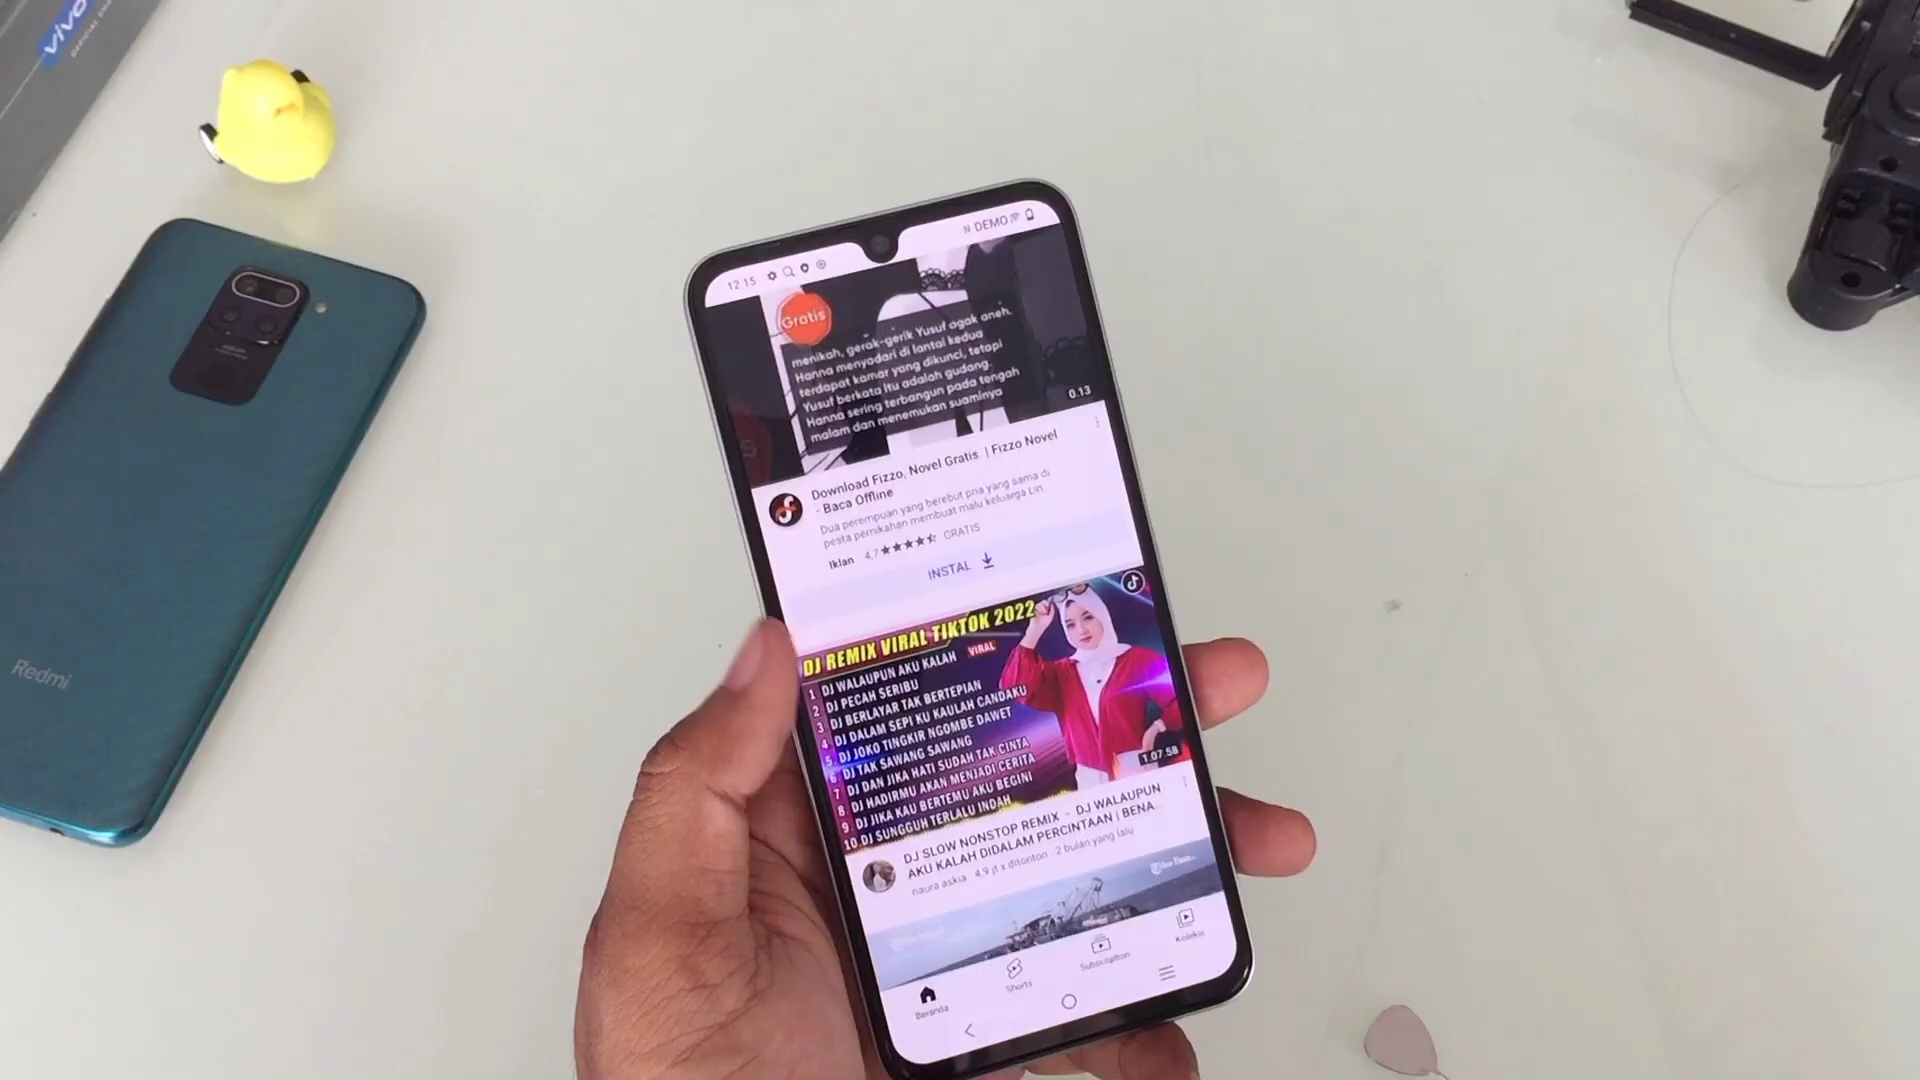 vivo
Redmi
12 15
N DEMO
Gratis
menikah, gerak-gerik Yusuf agak aneh.
Hanna menyadari di lantai kedua
terdapat kamar yang dikunci, tetapi
Yusuf berkata itu adalah gudang.
Hanna sering terbangun pada tengah
malam dan menemukan suaminya
0.13
Download Fizzo, Novel Gratis. | Fizzo Novel
- Baca Offline
Dua perempuan yang berebut pria yang sama di
pesta pernikahan membuat malu keluarga Lin
Iklan 4,7 GRATIS
INSTAL
DJ REMIX VIRAL TIKTOK 2022
VIRAL
1 DJ WALAUPUN AKU KALAH
2 DJ PECAH SERIBU
3 DJ BERLAYAR TAK BERTEPIAN
4 DJ DALAM SEPI KU KAULAH CANDAKU
5 DJ JOKO TINGKIR NGOMBE DAWET
6 DJ TAK SAWANG SAWANG
7 DJ DAN JIKA HATI SUDAH TAK CINTA
8 DJ HADIRMU AKAN MENJADI CERITA
9 DJ JIKA KAU BERTEMU AKU BEGINI
10 DJ SUNGGUH TERLALU INDAH
1.07.58
DJ SLOW NONSTOP REMIX - DJ WALAUPUN
AKU KALAH DIDALAM PERCINTAAN | BENA...
naura askia 4,9 jt x ditonton 2 bulan yang lalu
Beranda
Shorts
Subscription
Koleksi